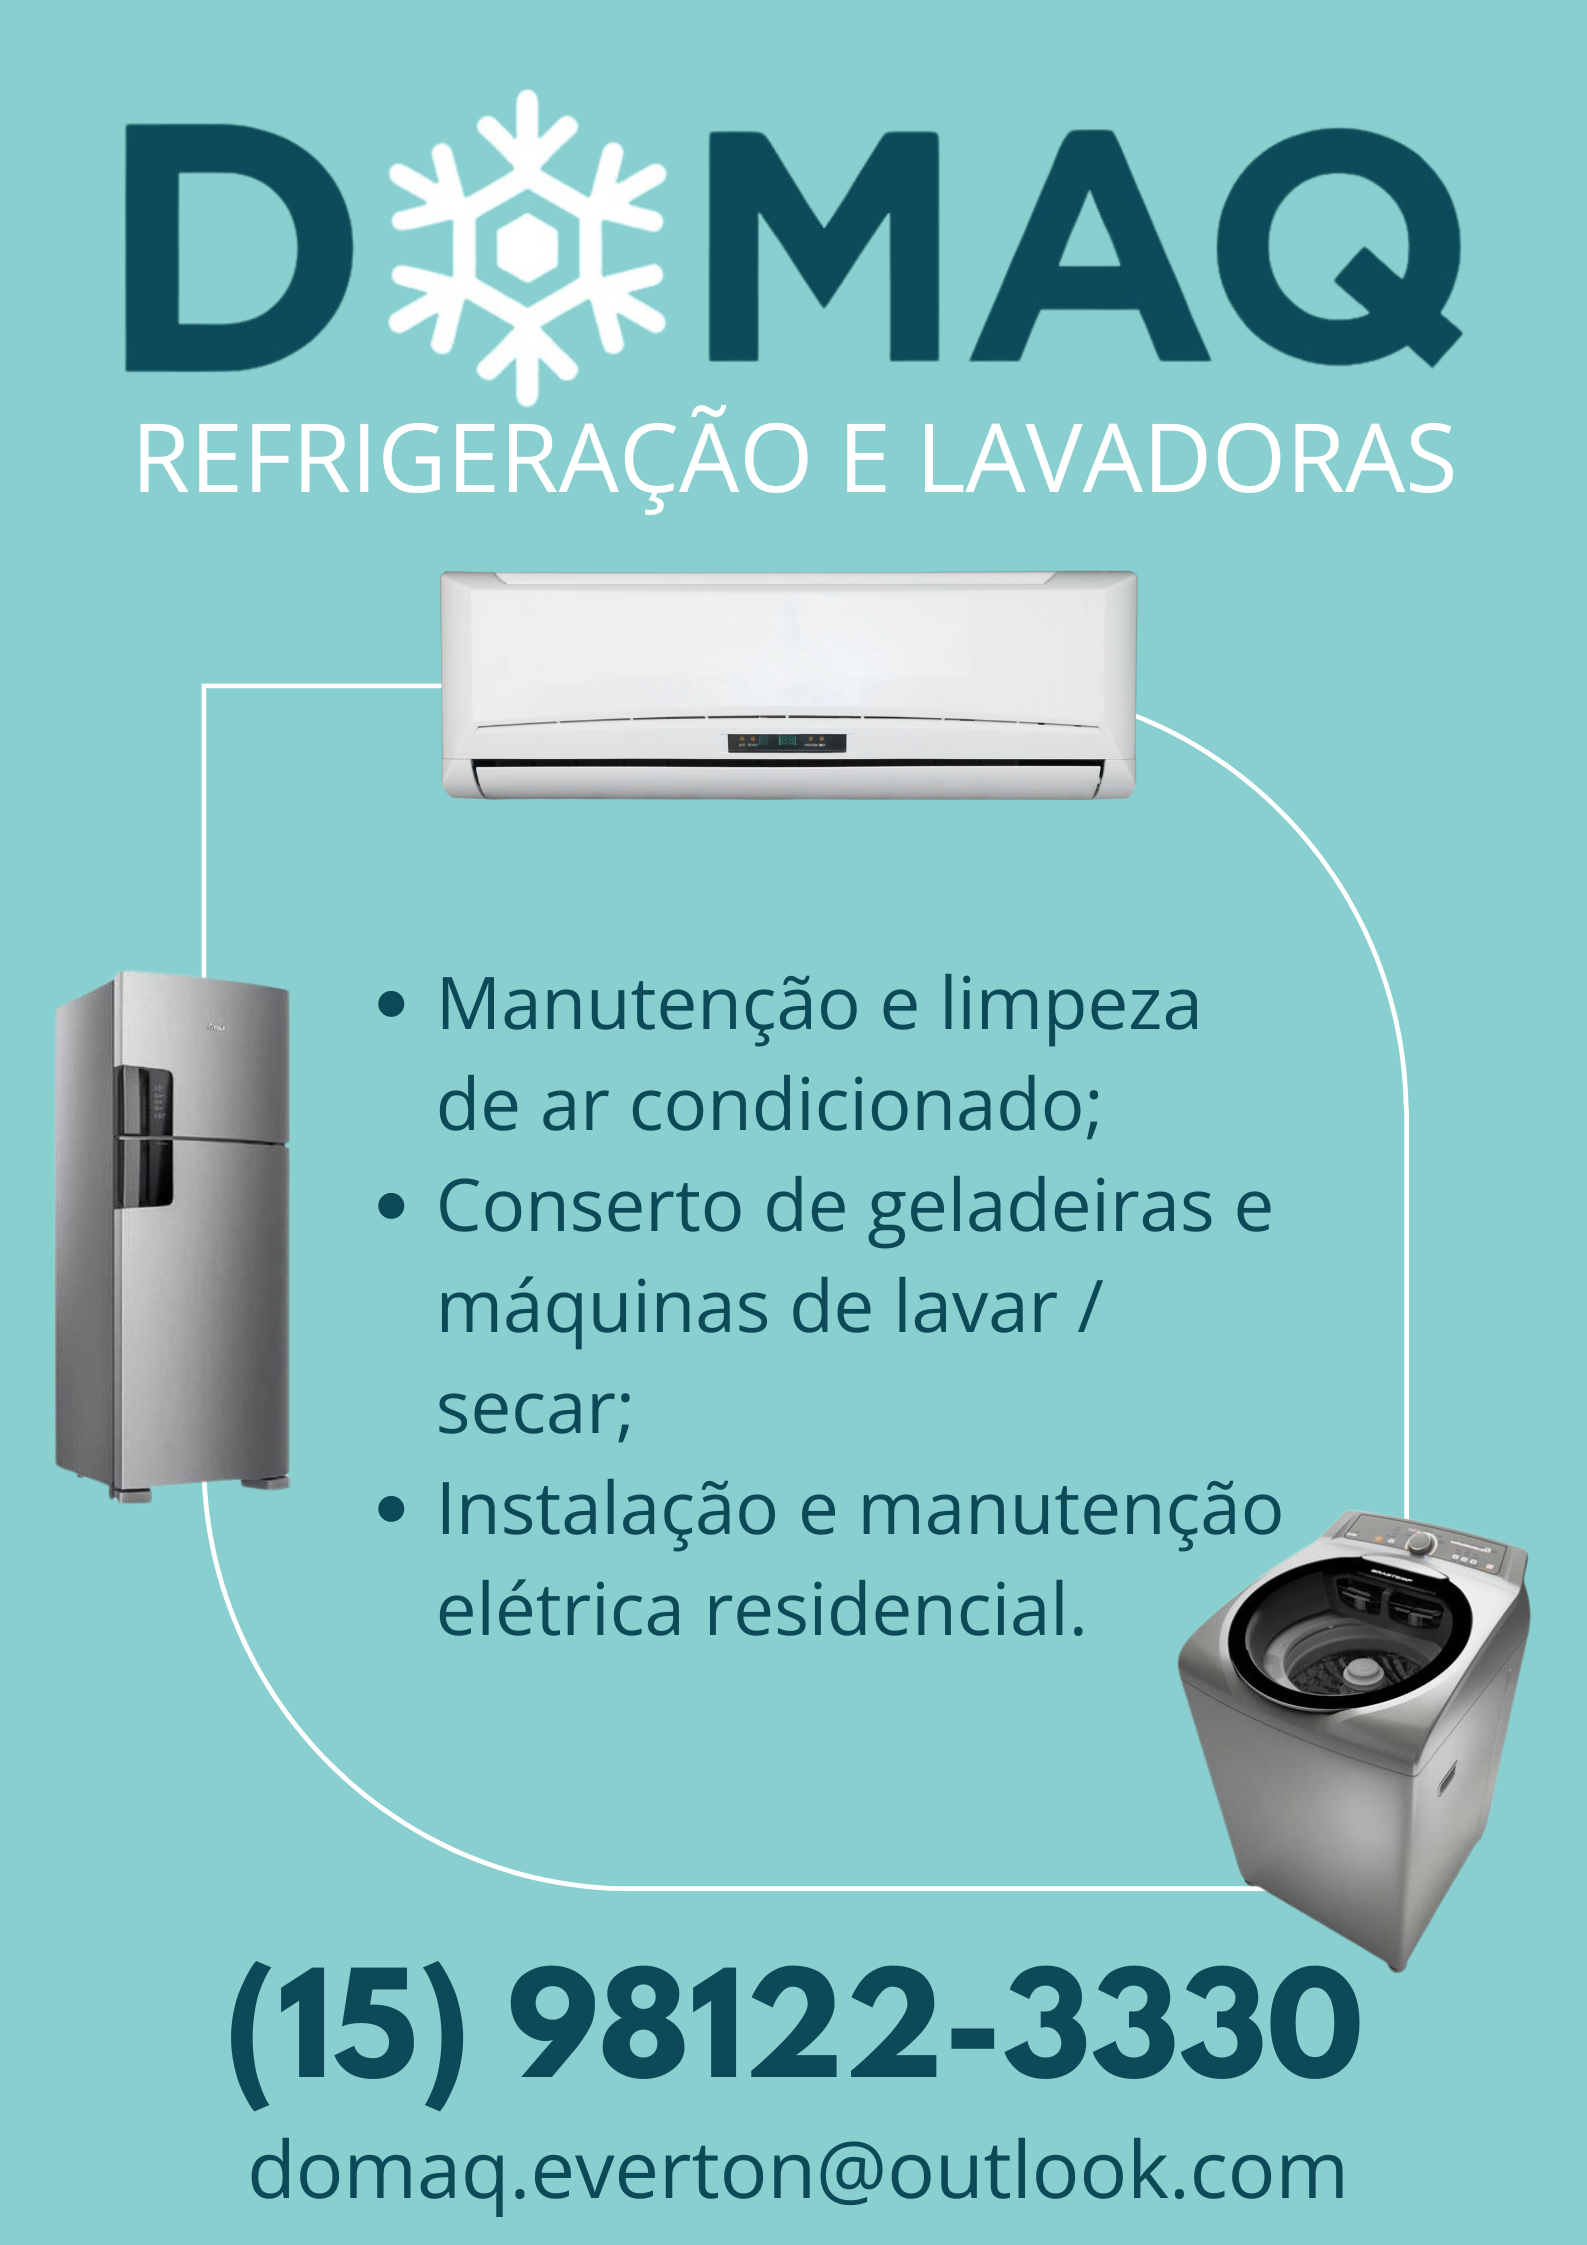 DOMAQ
REFRIGERAÇÃO E LAVADORAS
• Manutenção e limpeza
de ar condicionado;
• Conserto de geladeiras e
máquinas de lavar /
secar;
• Instalação e manutenção
elétrica residencial.
BRASTEMP
(15) 98122-3330
domaq.everton@outlook.com